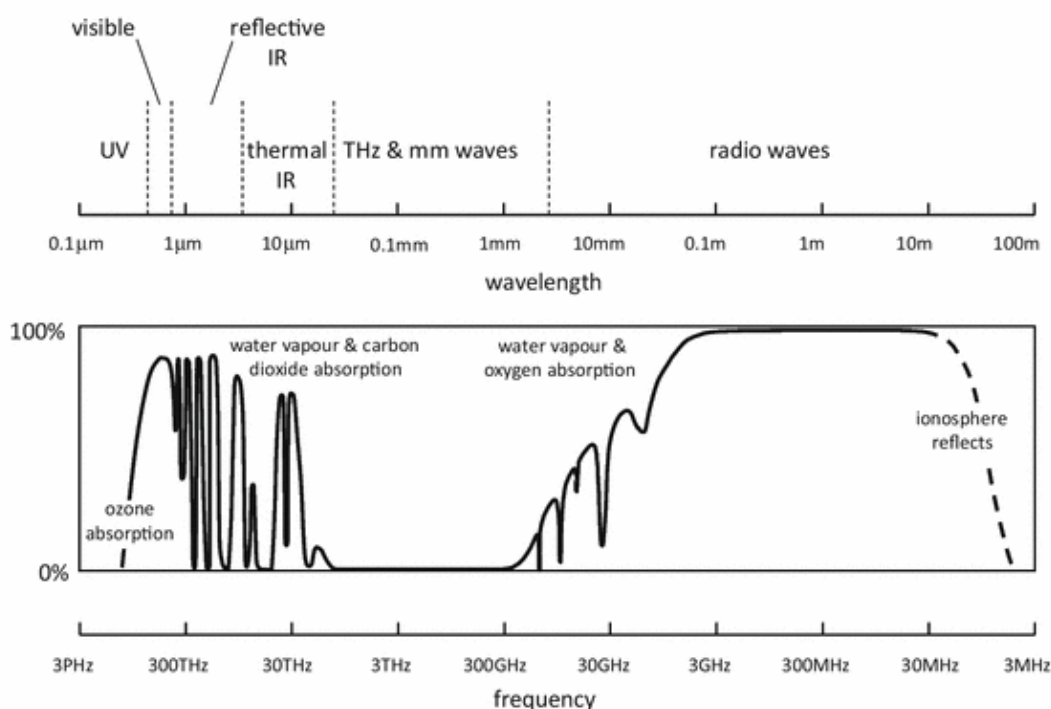 visible
reflective
IR
UV
thermal
IR
THz & mm waves
radio waves
0.1μm
1μm
10μm
0.1mm
1mm
10mm
0.1m
1m
10m
100m
wavelength
100%
water vapour & carbon
dioxide absorption
water vapour &
oxygen absorption
ionosphere
reflects
ozone
absorption
0%
3PHz
300THz
30THz
3THz
300GHz
30GHz
3GHz
300MHz
30MHz
3MHz
frequency